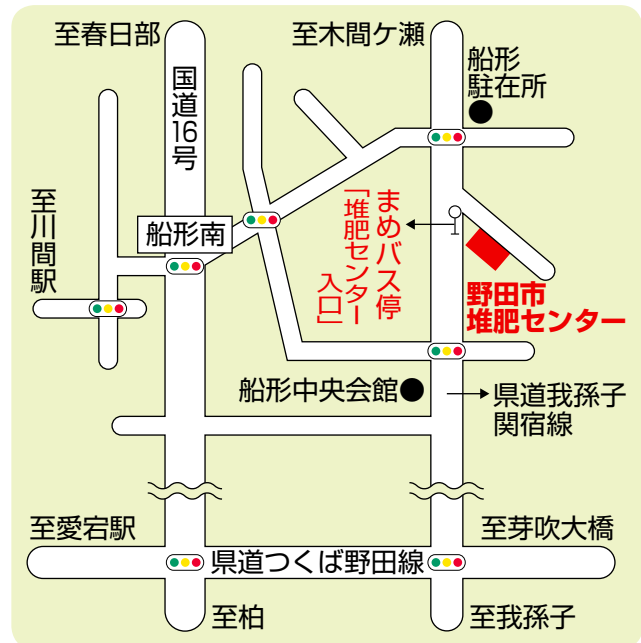 至春日部
至木間ケ瀬
船形
駐在所
国道16号
至川間駅
船形南
まめバス停
「堆肥センター
入口」
野田市
堆肥センター
船形中央会館
県道我孫子
関宿線
至愛宕駅
至芽吹大橋
県道つくば野田線
至柏
至我孫子